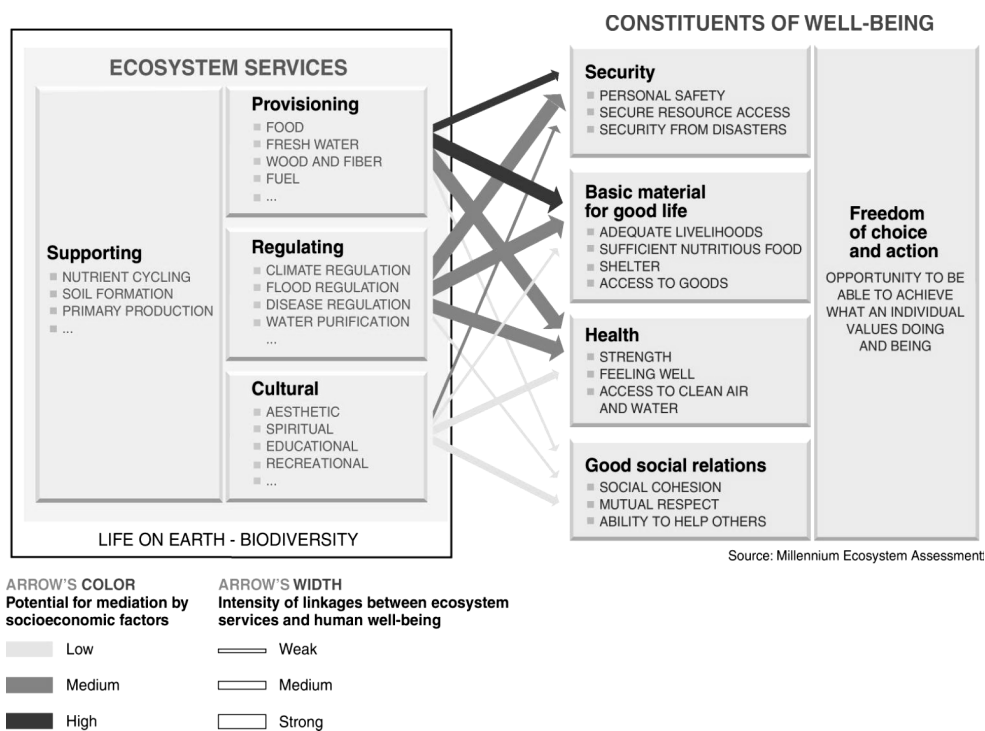 CONSTITUENTS OF WELL-BEING
ECOSYSTEM SERVICES
Supporting
NUTRIENT CYCLING
SOIL FORMATION
PRIMARY PRODUCTION
...
Provisioning
FOOD
FRESH WATER
WOOD AND FIBER
FUEL
...
Regulating
CLIMATE REGULATION
FLOOD REGULATION
DISEASE REGULATION
WATER PURIFICATION
...
Cultural
AESTHETIC
SPIRITUAL
EDUCATIONAL
RECREATIONAL
...
LIFE ON EARTH - BIODIVERSITY
Security
PERSONAL SAFETY
SECURE RESOURCE ACCESS
SECURITY FROM DISASTERS
Basic material
for good life
ADEQUATE LIVELIHOODS
SUFFICIENT NUTRITIOUS FOOD
SHELTER
ACCESS TO GOODS
Health
STRENGTH
FEELING WELL
ACCESS TO CLEAN AIR
AND WATER
Good social relations
SOCIAL COHESION
MUTUAL RESPECT
ABILITY TO HELP OTHERS
Freedom
of choice
and action
OPPORTUNITY TO BE
ABLE TO ACHIEVE
WHAT AN INDIVIDUAL
VALUES DOING
AND BEING
Source: Millennium Ecosystem Assessment
ARROW'S COLOR
Potential for mediation by
socioeconomic factors
Low
Medium
High
ARROW'S WIDTH
Intensity of linkages between ecosystem
services and human well-being
Weak
Medium
Strong